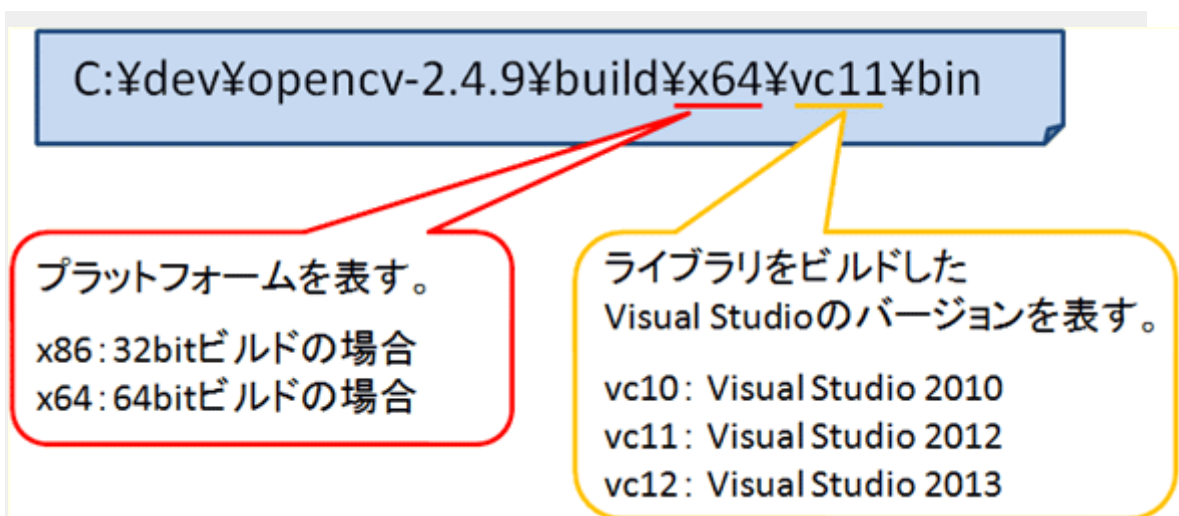 C:¥dev¥opencv-2.4.9¥build¥x64¥vc11¥bin
プラットフォームを表す。
x86：32bitビルドの場合
x64：64bitビルドの場合
ライブラリをビルドした
Visual Studioのバージョンを表す。
vc10： Visual Studio 2010
vc11： Visual Studio 2012
vc12： Visual Studio 2013